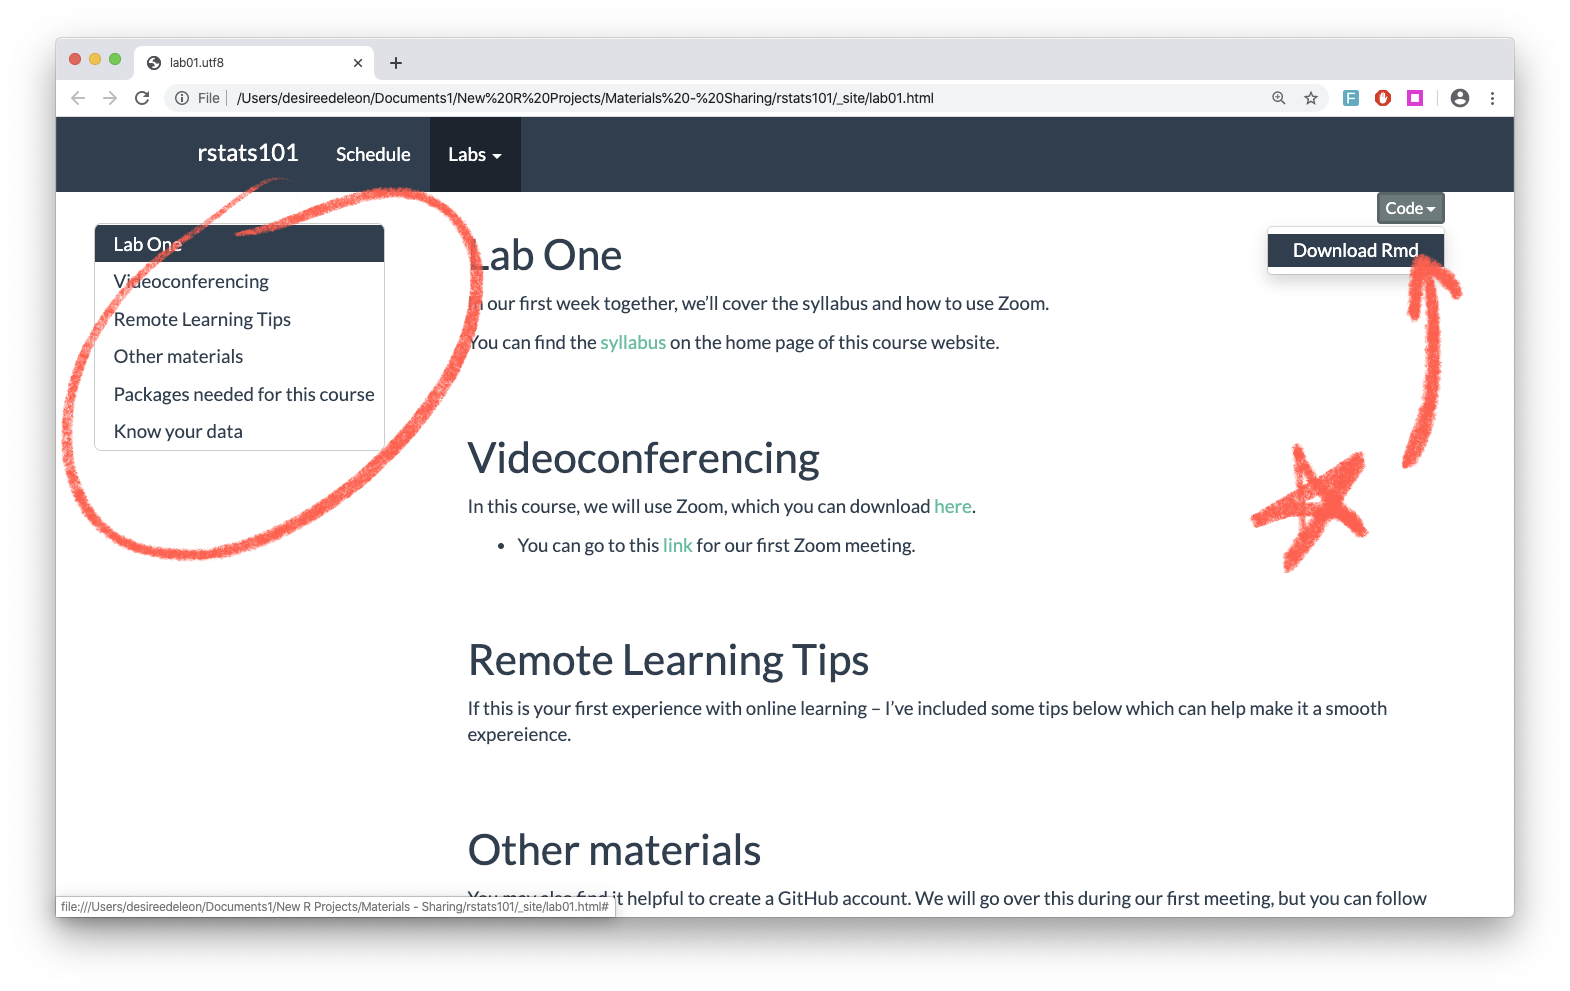 lab01.utf8
File
/Users/desireedeleon/Documents1/New%20R%20Projects/Materials%20-%20Sharing/rstats101/_site/lab01.html
F
rstats101 Schedule Labs
Code
Download Rmd
Lab One
Videoconferencing
Remote Learning Tips
Other materials
Packages needed for this course
Know your data
Lab One
In our first week together, we’ll cover the syllabus and how to use Zoom.
You can find the syllabus on the home page of this course website.
Videoconferencing
In this course, we will use Zoom, which you can download here.
• You can go to this link for our first Zoom meeting.
Remote Learning Tips
If this is your first experience with online learning – I’ve included some tips below which can help make it a smooth
expereience.
Other materials
You may also find it helpful to create a GitHub account. We will go over this during our first meeting, but you can follow
file:///Users/desireedeleon/Documents1/New R Projects/Materials - Sharing/rstats101/_site/lab01.html#